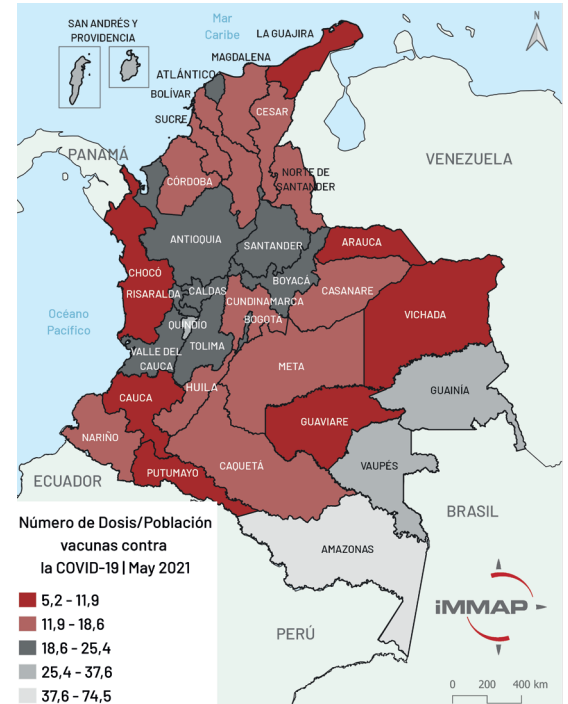 SAN ANDRÉS Y
PROVIDENCIA
Mar
Caribe
LA GUAJIRA
N
MAGDALENA
ATLÁNTICO
BOLÍVAR
SUCRE
CESAR
PANAMÁ
VENEZUELA
NORTE DE
SANTANDER
CÓRDOBA
ANTIOQUIA
SANTANDER
ARAUCA
CHOCÓ
BOYACÁ
RISARALDA
CALDAS
CASANARE
CUNDINAMARCA
Océano
Pacífico
BOGOTÁ
VICHADA
QUINDIO
TOLIMA
VALLE DEL
CAUCA
META
HUILA
GUAINÍA
CAUCA
GUAVIARE
NARIÑO
CAQUETÁ
VAUPÉS
PUTUMAYO
ECUADOR
BRASIL
Número de Dosis/Población
vacunas contra
la COVID-19 | May 2021
5,2 - 11,9
11,9 - 18,6
18,6 - 25,4
25,4 - 37,6
37,6 - 74,5
AMAZONAS
iMMAP
PERÚ
0 200 400 km